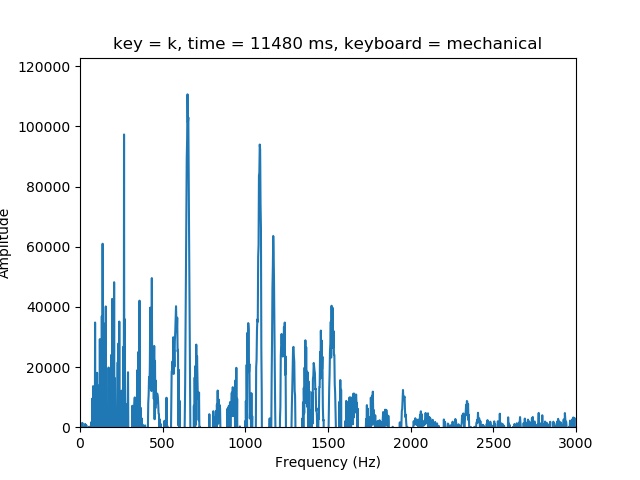 key = k, time = 11480 ms, keyboard = mechanical
120000
100000
80000
60000
40000
20000
0
Amplitude
0 500 1000 1500 2000 2500 3000
Frequency (Hz)